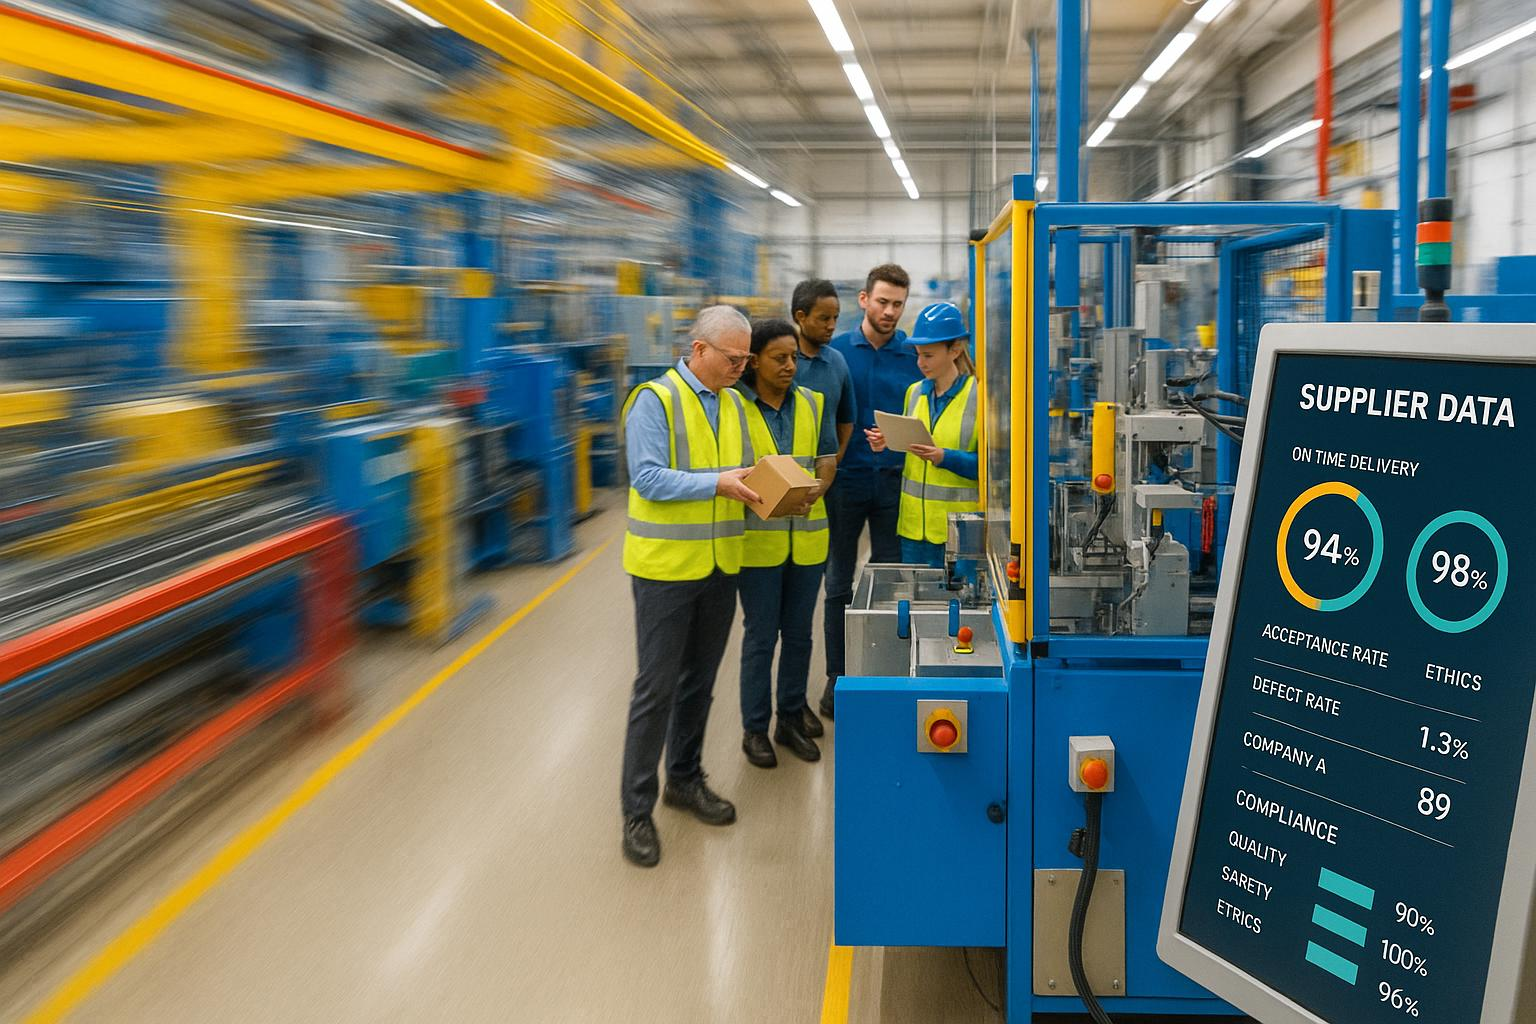 SUPPLIER DATA
ON TIME DELIVERY
94%
98%
ACCEPTANCE RATE
ETHICS
DEFECT RATE
1.3%
COMPANY A
89
COMPLIANCE
QUALITY
90%
SARETY
100%
ETRICS
96%